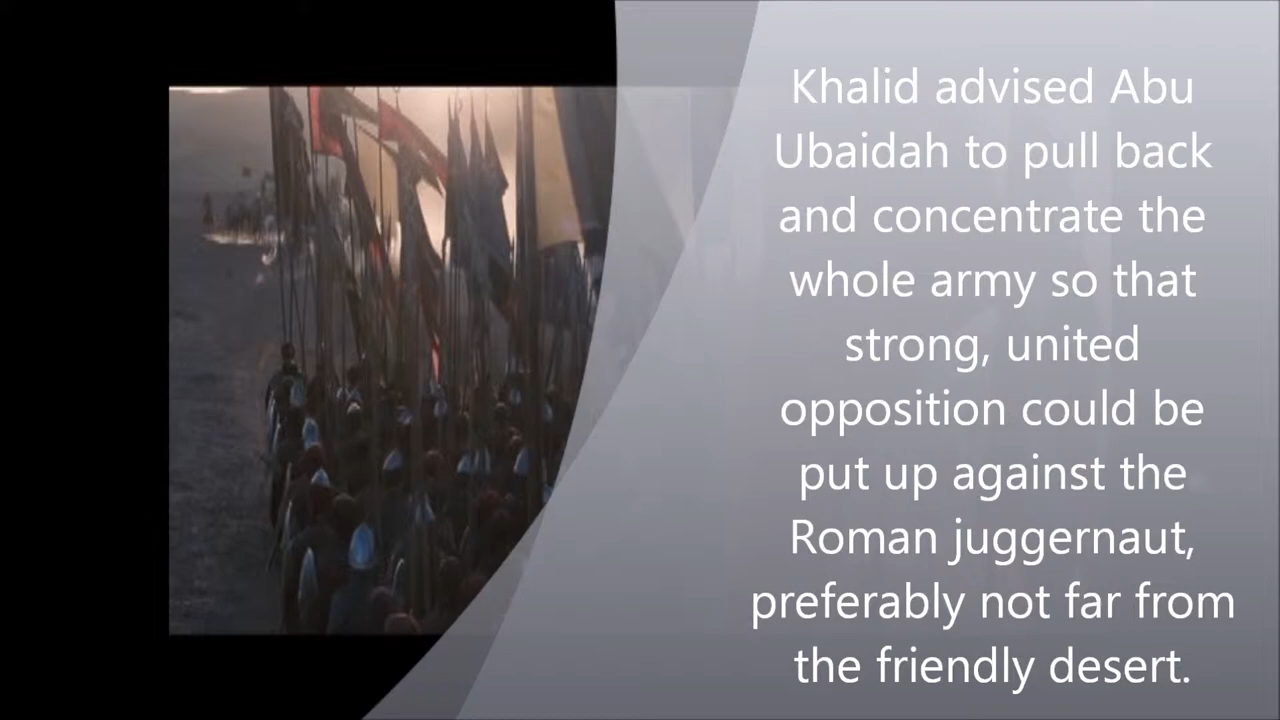 Khalid advised Abu
Ubaidah to pull back
and concentrate the
whole army so that
strong, united
opposition could be
put up against the
Roman juggernaut,
preferably not far from
the friendly desert.